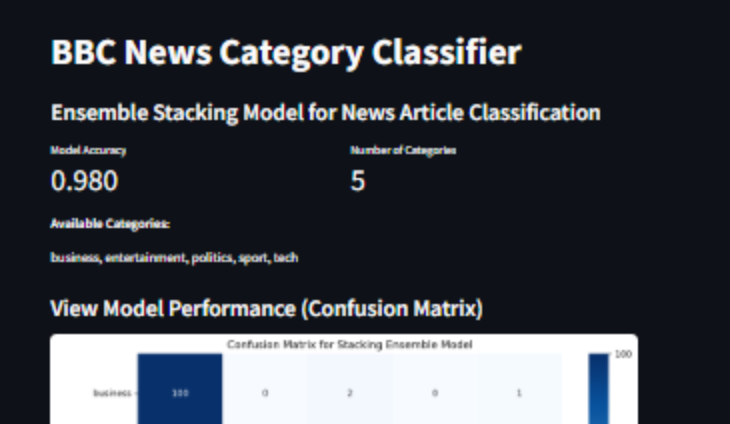 BBC News Category Classifier
Ensemble Stacking Model for News Article Classification
Model Accuracy Number of Categories
0.980 5
Available Categories:
business, entertainment, politics, sport, tech
View Model Performance (Confusion Matrix)
Confusion Matrix for Stacking Ensemble Model
100
business 0 2 0 1